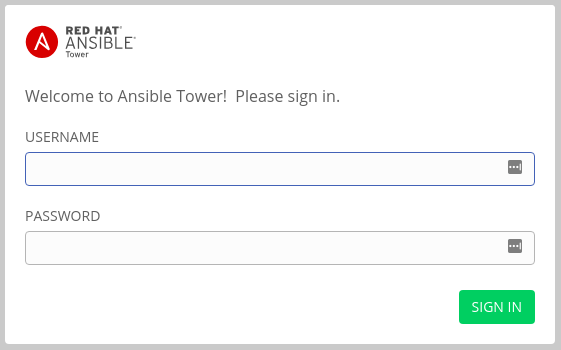 RED HAT®
ANSIBLE®
Tower
Welcome to Ansible Tower!  Please sign in.
USERNAME
PASSWORD
SIGN IN